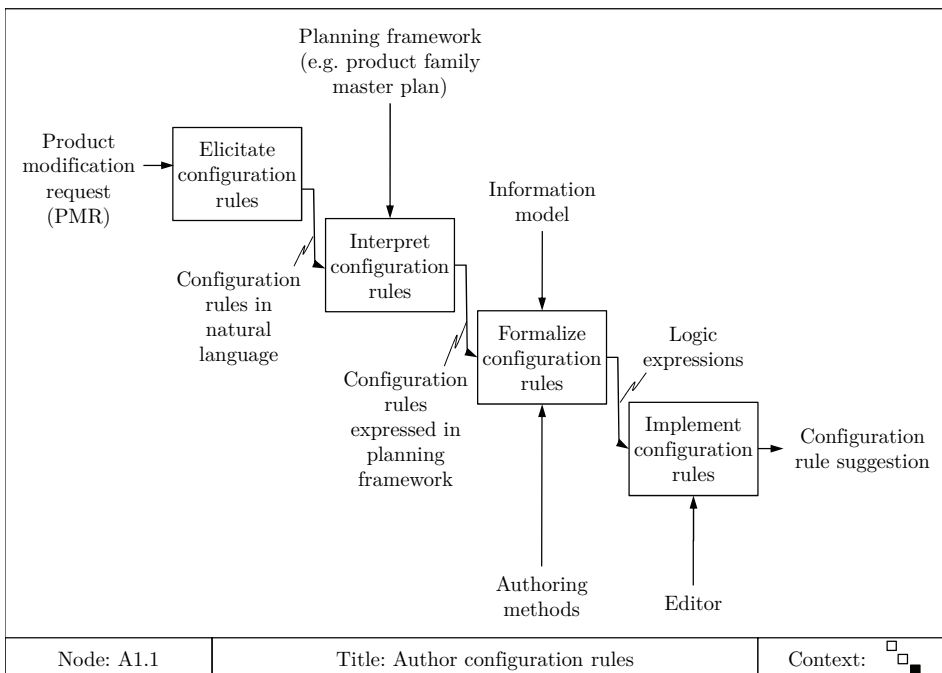 Planning framework
(e.g. product family
master plan)
Product
modification
request
(PMR)
Elicitate
configuration
rules
Information
model
Interpret
configuration
rules
Configuration
rules in
natural
language
Formalize
configuration
rules
Logic
expressions
Configuration
rules
expressed in
planning
framework
Implement
configuration
rules
Configuration
rule suggestion
Authoring
methods
Editor
Node: A1.1
Title: Author configuration rules
Context: